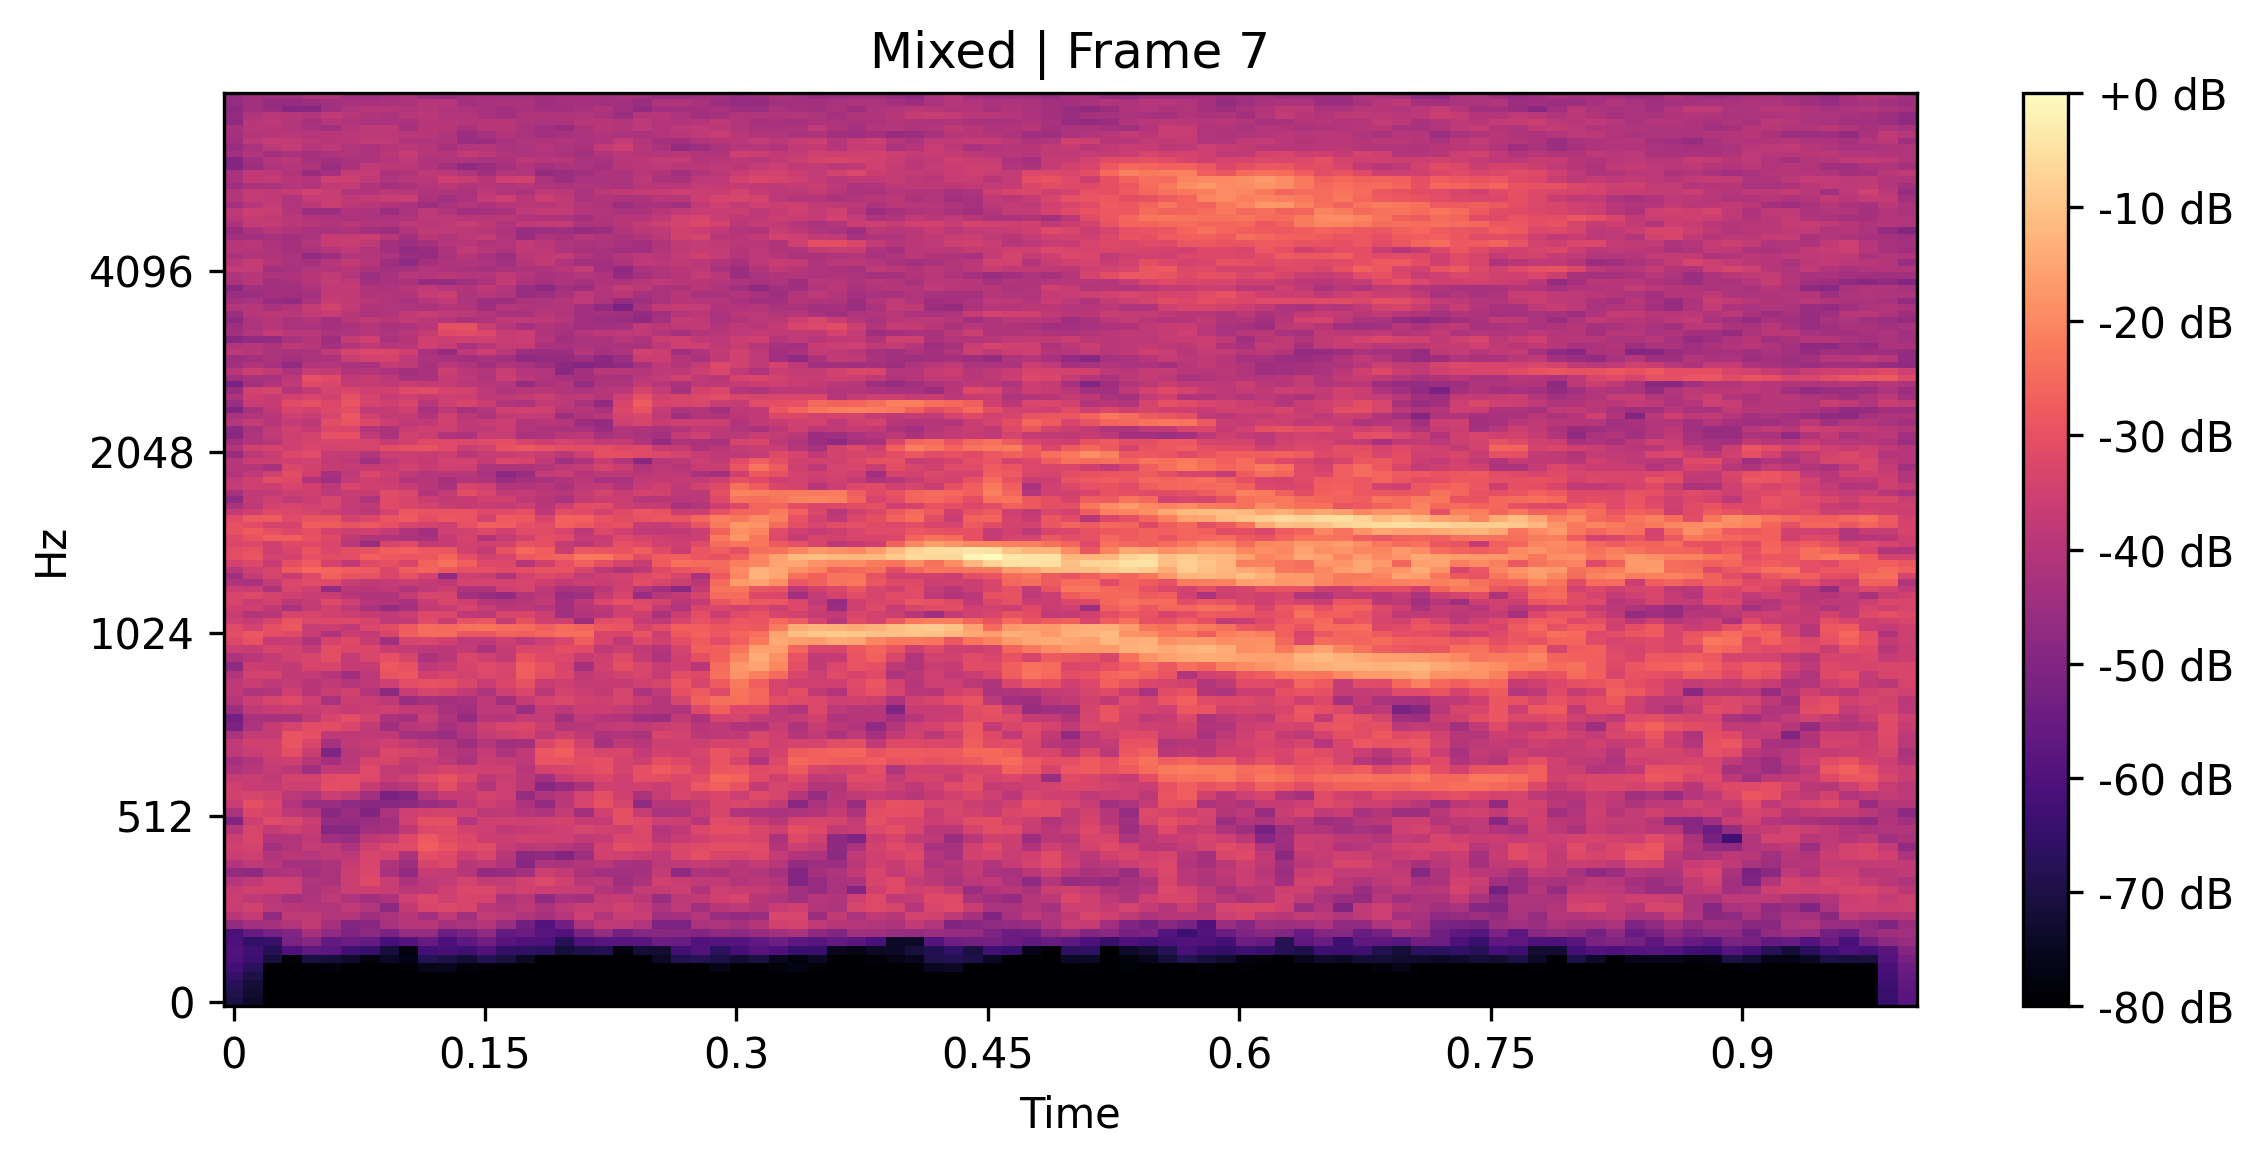 Mixed | Frame 7
+0 dB
-10 dB
-20 dB
-30 dB
-40 dB
-50 dB
-60 dB
-70 dB
-80 dB
Hz
4096
2048
1024
512
0
0 0.15 0.3 0.45 0.6 0.75 0.9
Time